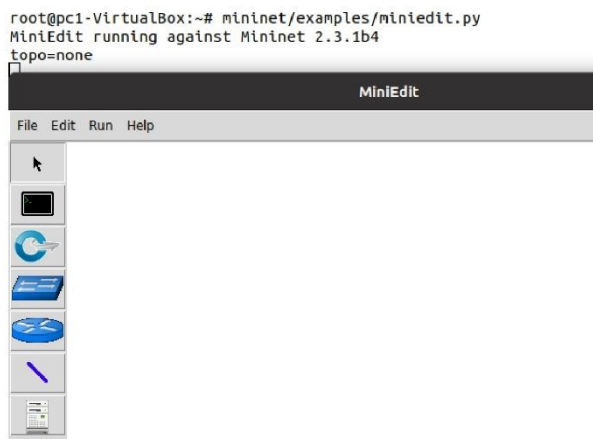 root@pc1-VirtualBox:~# mininet/examples/miniedit.py
MiniEdit running against Mininet 2.3.1b4
topo=none
MiniEdit
File Edit Run Help